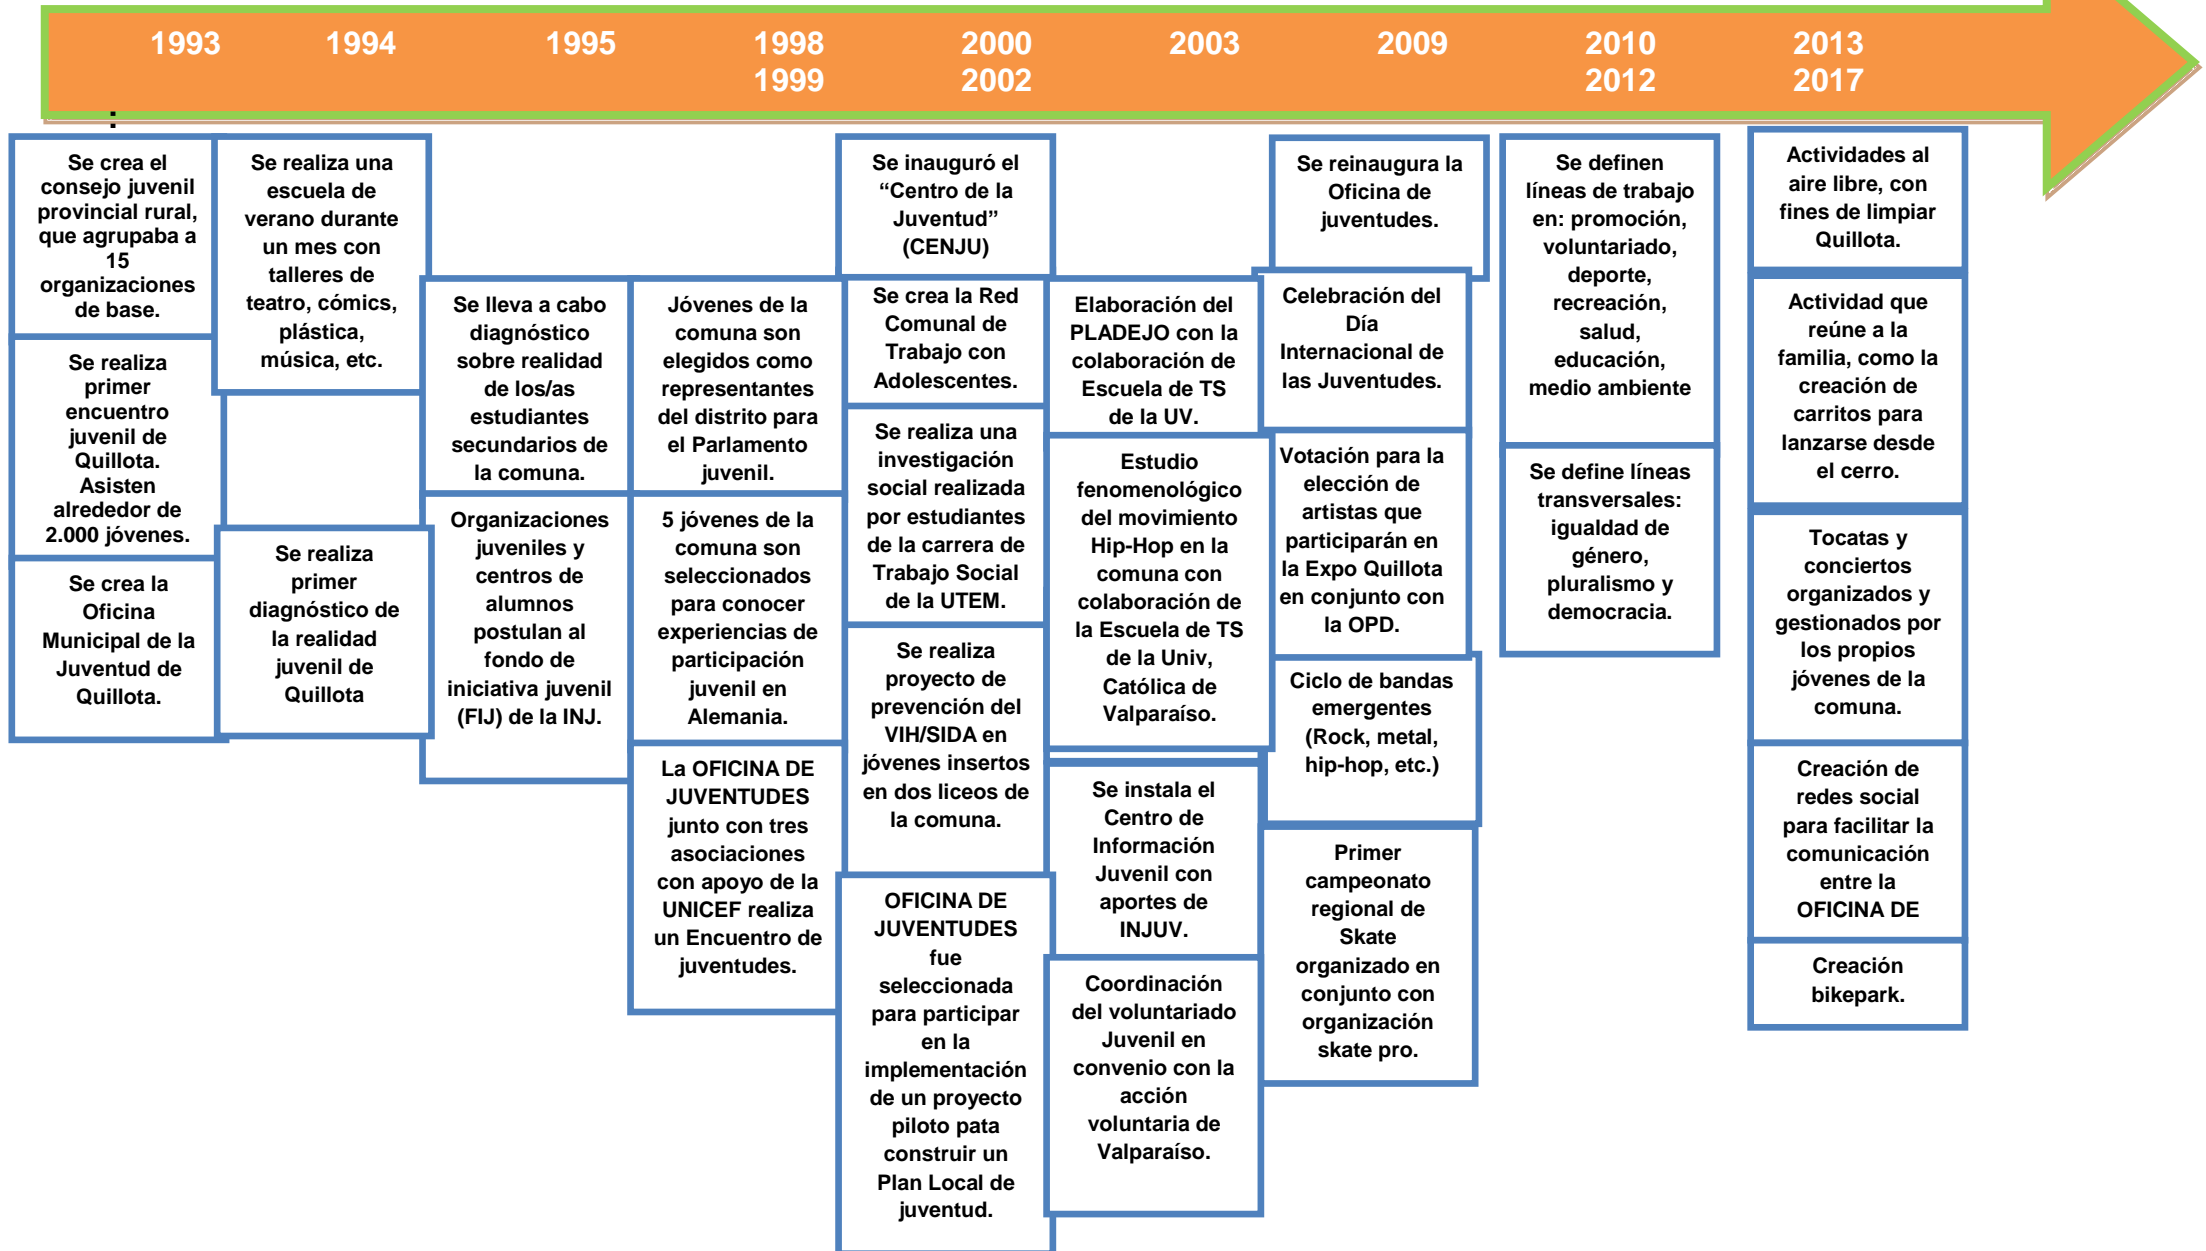 1993
1994
1995
1998
1999
2000
2002
2003
2009
2010
2012
2013
2017
:
Se crea el
consejo juvenil
provincial rural,
que agrupaba a
15
organizaciones
de base.
Se realiza
primer
encuentro
juvenil de
Quillota.
Asisten
alrededor de
2.000 jóvenes.
Se crea la
Oficina
Municipal de la
Juventud de
Quillota.
Se realiza una
escuela de
verano durante
un mes con
talleres de
teatro, cómics,
plástica,
música, etc.
Se realiza
primer
diagnóstico de
la realidad
juvenil de
Quillota
Se lleva a cabo
diagnóstico
sobre realidad
de los/as
estudiantes
secundarios de
la comuna.
Organizaciones
juveniles y
centros de
alumnos
postulan al
fondo de
iniciativa juvenil
(FIJ) de la INJ.
Jóvenes de la
comuna son
elegidos como
representantes
del distrito para
el Parlamento
juvenil.
5 jóvenes de la
comuna son
seleccionados
para conocer
experiencias de
participación
juvenil en
Alemania.
La OFICINA DE
JUVENTUDES
junto con tres
asociaciones
con apoyo de la
UNICEF realiza
un Encuentro de
juventudes.
Se inauguró el
“Centro de la
Juventud”
(CENJU)
Se crea la Red
Comunal de
Trabajo con
Adolescentes.
Se realiza una
investigación
social realizada
por estudiantes
de la carrera de
Trabajo Social
de la UTEM.
Se realiza
proyecto de
prevención del
VIH/SIDA en
jóvenes insertos
en dos liceos de
la comuna.
OFICINA DE
JUVENTUDES
fue
seleccionada
para participar
en la
implementación
de un proyecto
piloto pata
construir un
Plan Local de
juventud.
Elaboración del
PLADEJO con la
colaboración de
Escuela de TS
de la UV.
Estudio
fenomenológico
del movimiento
Hip-Hop en la
comuna con
colaboración de
la Escuela de TS
de la Univ,
Católica de
Valparaíso.
Se instala el
Centro de
Información
Juvenil con
aportes de
INJUV.
Coordinación
del voluntariado
Juvenil en
convenio con la
acción
voluntaria de
Valparaíso.
Se reinaugura la
Oficina de
juventudes.
Celebración del
Día
Internacional de
las Juventudes.
Votación para la
elección de
artistas que
participarán en
la Expo Quillota
en conjunto con
la OPD.
Ciclo de bandas
emergentes
(Rock, metal,
hip-hop, etc.)
Primer
campeonato
regional de
Skate
organizado en
conjunto con
organización
skate pro.
Se definen
líneas de trabajo
en: promoción,
voluntariado,
deporte,
recreación,
salud,
educación,
medio ambiente
Se define líneas
transversales:
igualdad de
género,
pluralismo y
democracia.
Actividades al
aire libre, con
fines de limpiar
Quillota.
Actividad que
reúne a la
familia, como la
creación de
carritos para
lanzarse desde
el cerro.
Tocatas y
conciertos
organizados y
gestionados por
los propios
jóvenes de la
comuna.
Creación de
redes social
para facilitar la
comunicación
entre la
OFICINA DE
Creación
bikepark.